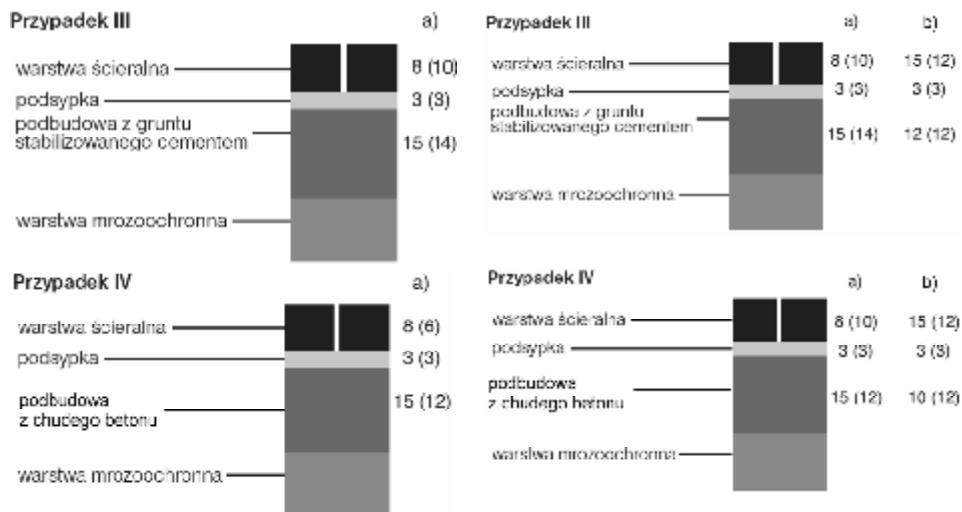 Przypadek III a)
warstwa ścieralna 8 (10)
podsypka 3 (3)
podbudowa z gruntu
stabilizowanego cementem 15 (14)
warstwa mrozoochronna
Przypadek IV a)
warstwa ścieralna 8 (6)
podsypka 3 (3)
podbudowa 15 (12)
z chudego betonu
warstwa mrozoochronna
Przypadek III a) b)
warstwa ścieralna 8 (10) 15 (12)
podsypka 3 (3) 3 (3)
podbudowa z gruntu
stabilizowanego cementem 15 (14) 12 (12)
warstwa mrozoochronna
Przypadek IV a) b)
warstwa ścieralna 8 (10) 15 (12)
podsypka 3 (3) 3 (3)
podbudowa
z chudego betonu 15 (12) 10 (12)
warstwa mrozoochronna